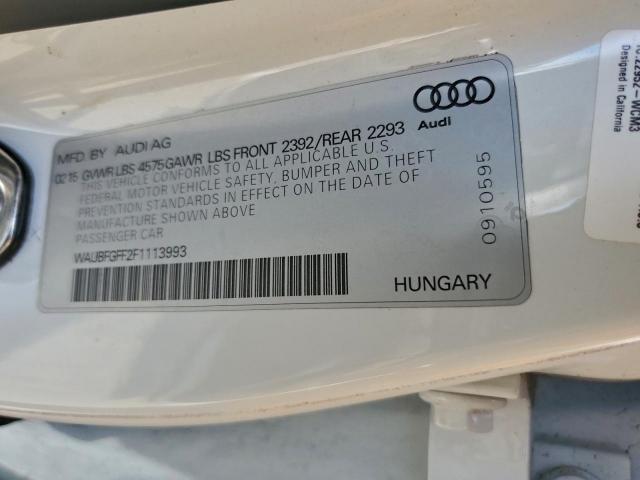 MFD. BY AUDI AG
02 15 GVWR LBS 4575 GAWR LBS FRONT 2392/REAR 2293
THIS VEHICLE CONFORMS TO ALL APPLICABLE U.S.
FEDERAL MOTOR VEHICLE SAFETY, BUMPER AND THEFT
PREVENTION STANDARDS IN EFFECT ON THE DATE OF
MANUFACTURE SHOWN ABOVE
PASSENGER CAR
WAUBFGFF2F1113993
HUNGARY
Audi
0910595
Designed in California